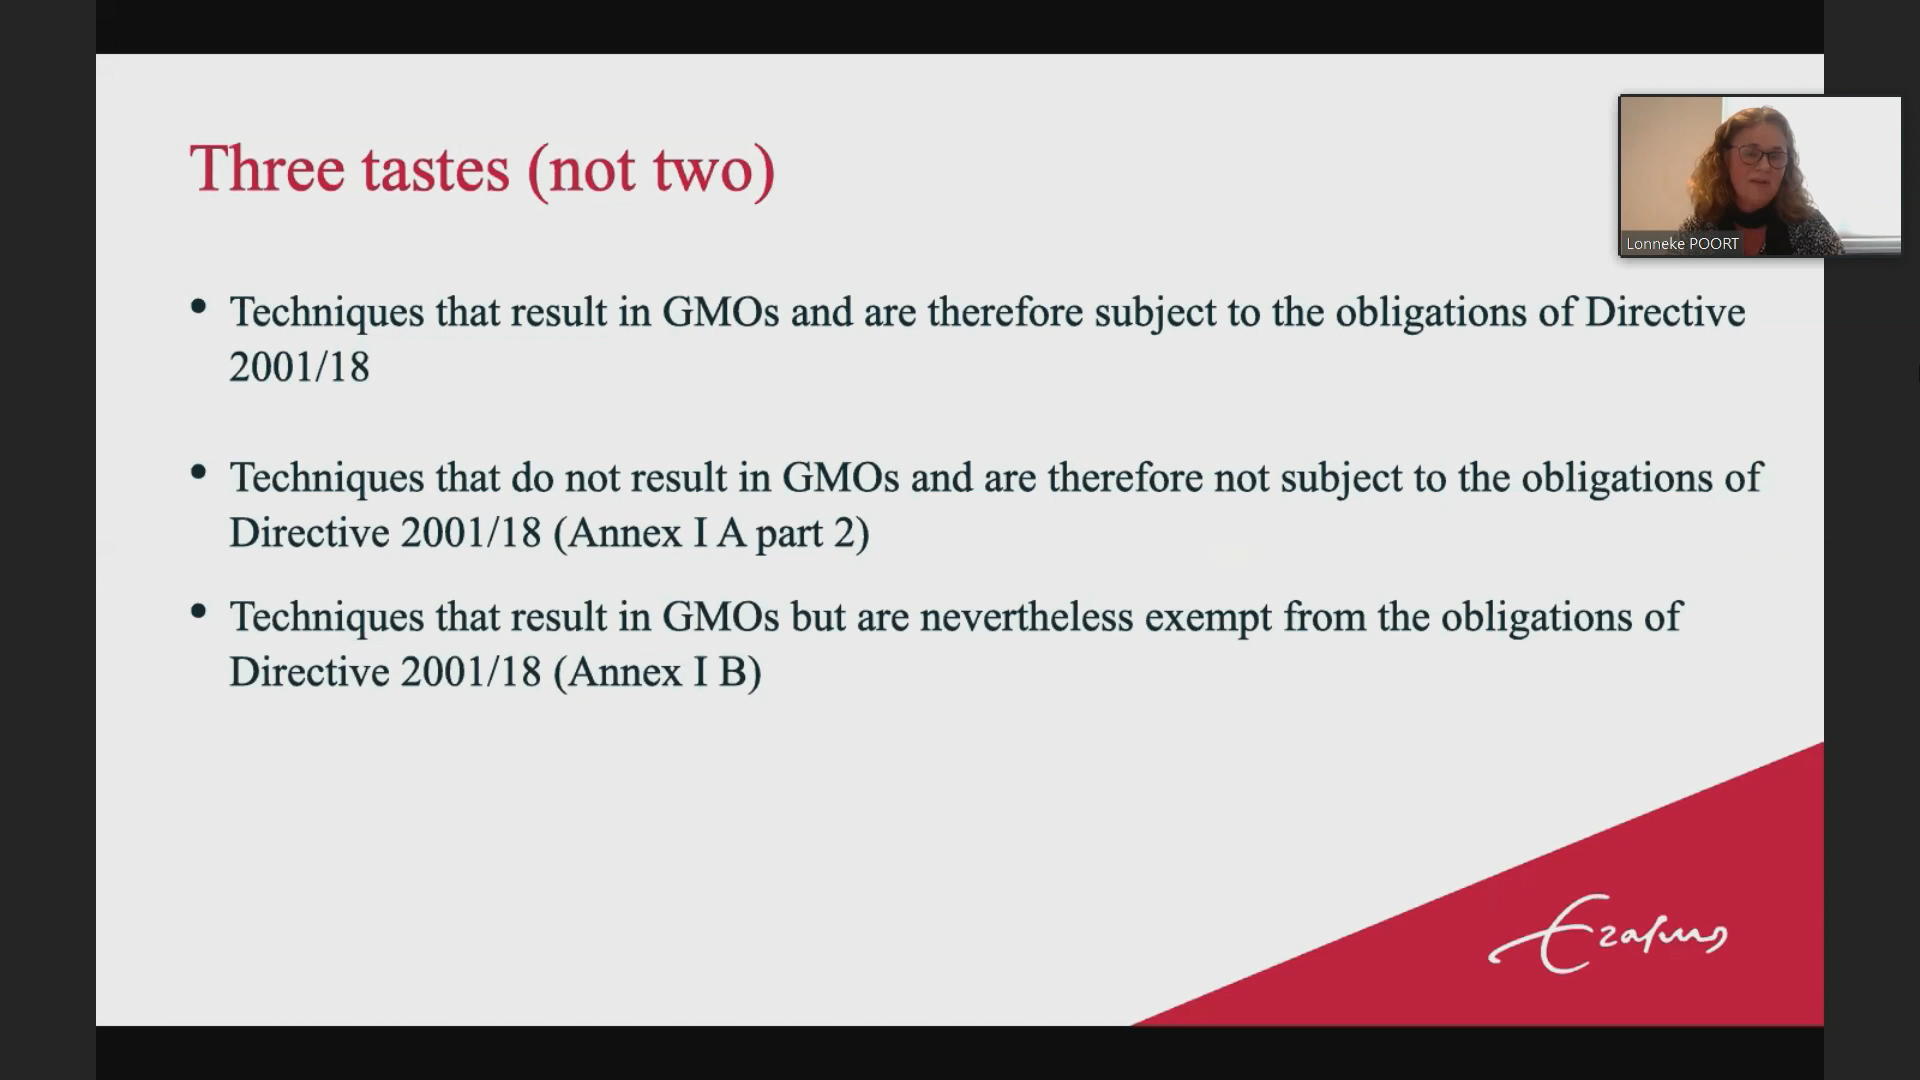 Three tastes (not two)
Lonneke POORT
• Techniques that result in GMOs and are therefore subject to the obligations of Directive
2001/18
• Techniques that do not result in GMOs and are therefore not subject to the obligations of
Directive 2001/18 (Annex I A part 2)
• Techniques that result in GMOs but are nevertheless exempt from the obligations of
Directive 2001/18 (Annex I B)
Erasmus